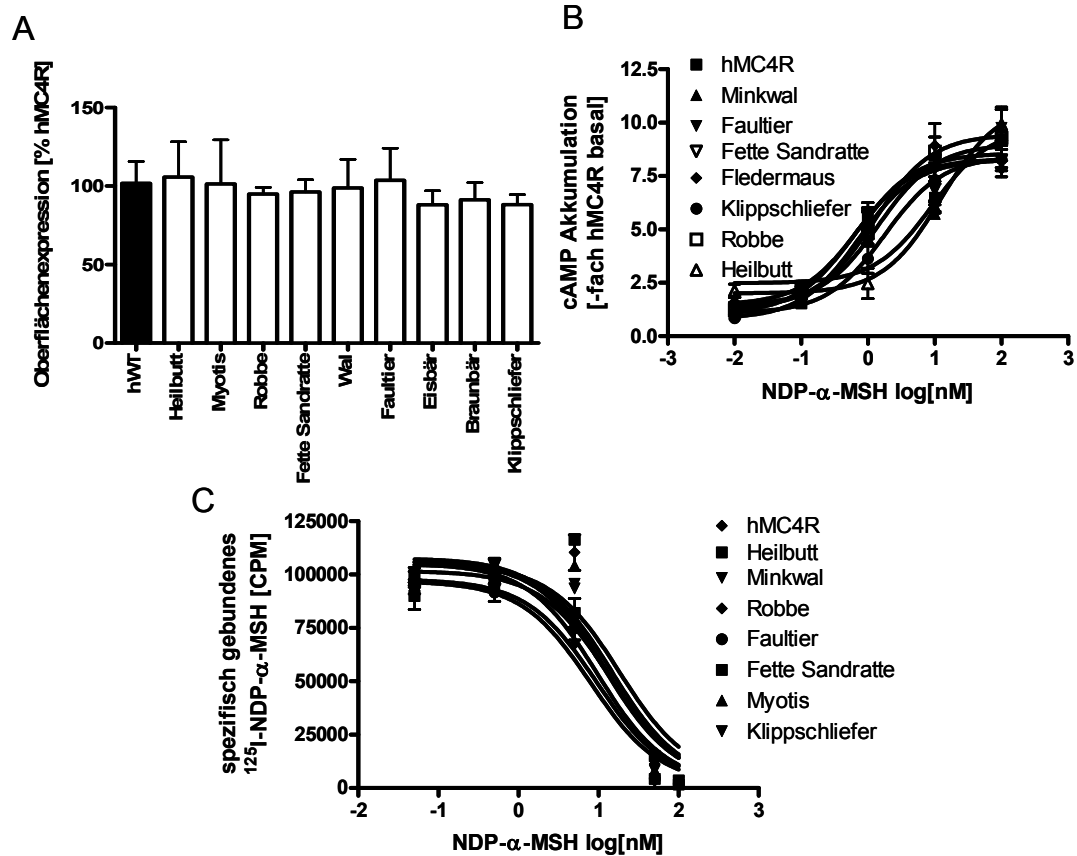 A
Oberflächenexpression [% hMC4R]
150
100
50
0
hWT
Heilbutt
Myotis
Robbe
Fette Sandratte
Wal
Faultier
Eisbär
Braunbär
Klippschliefer
B
cAMP Akkumulation
[-fach hMC4R basal]
12.5
10.0
7.5
5.0
2.5
0.0
-3
-2
-1
0
1
2
3
NDP-α-MSH log[nM]
hMC4R
Minkwal
Faultier
Fette Sandratte
Fledermaus
Klippschliefer
Robbe
Heilbutt
C
spezifisch gebundenes
¹²⁵I-NDP-α-MSH [CPM]
125000
100000
75000
50000
25000
0
-2
-1
0
1
2
3
NDP-α-MSH log[nM]
hMC4R
Heilbutt
Minkwal
Robbe
Faultier
Fette Sandratte
Myotis
Klippschliefer